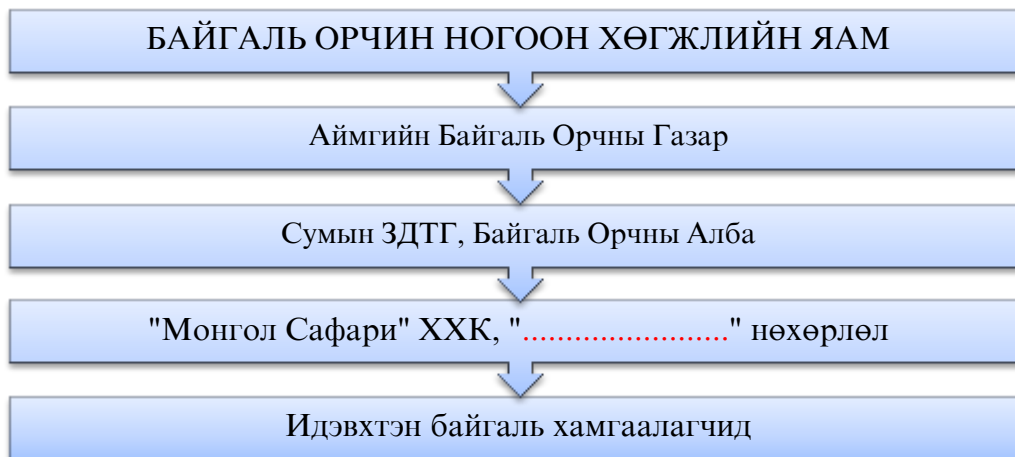 БАЙГАЛЬ ОРЧИН НОГООН ХӨГЖЛИЙН ЯАМ
Аймгийн Байгаль Орчны Газар
Сумын ЗДТГ, Байгаль Орчны Алба
"Монгол Сафари" ХХК, "........................" нөхөрлөл
Идэвхтэн байгаль хамгаалагчид